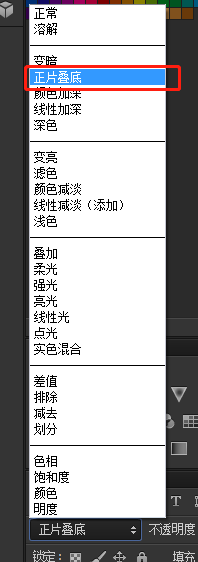 正常
溶解
变暗
正片叠底
颜色加深
线性加深
深色
变亮
滤色
颜色减淡
线性减淡（添加）
浅色
叠加
柔光
强光
亮光
线性光
点光
实色混合
差值
排除
减去
划分
色相
饱和度
颜色
明度
T
正片叠底 不透明度
锁定： 填充